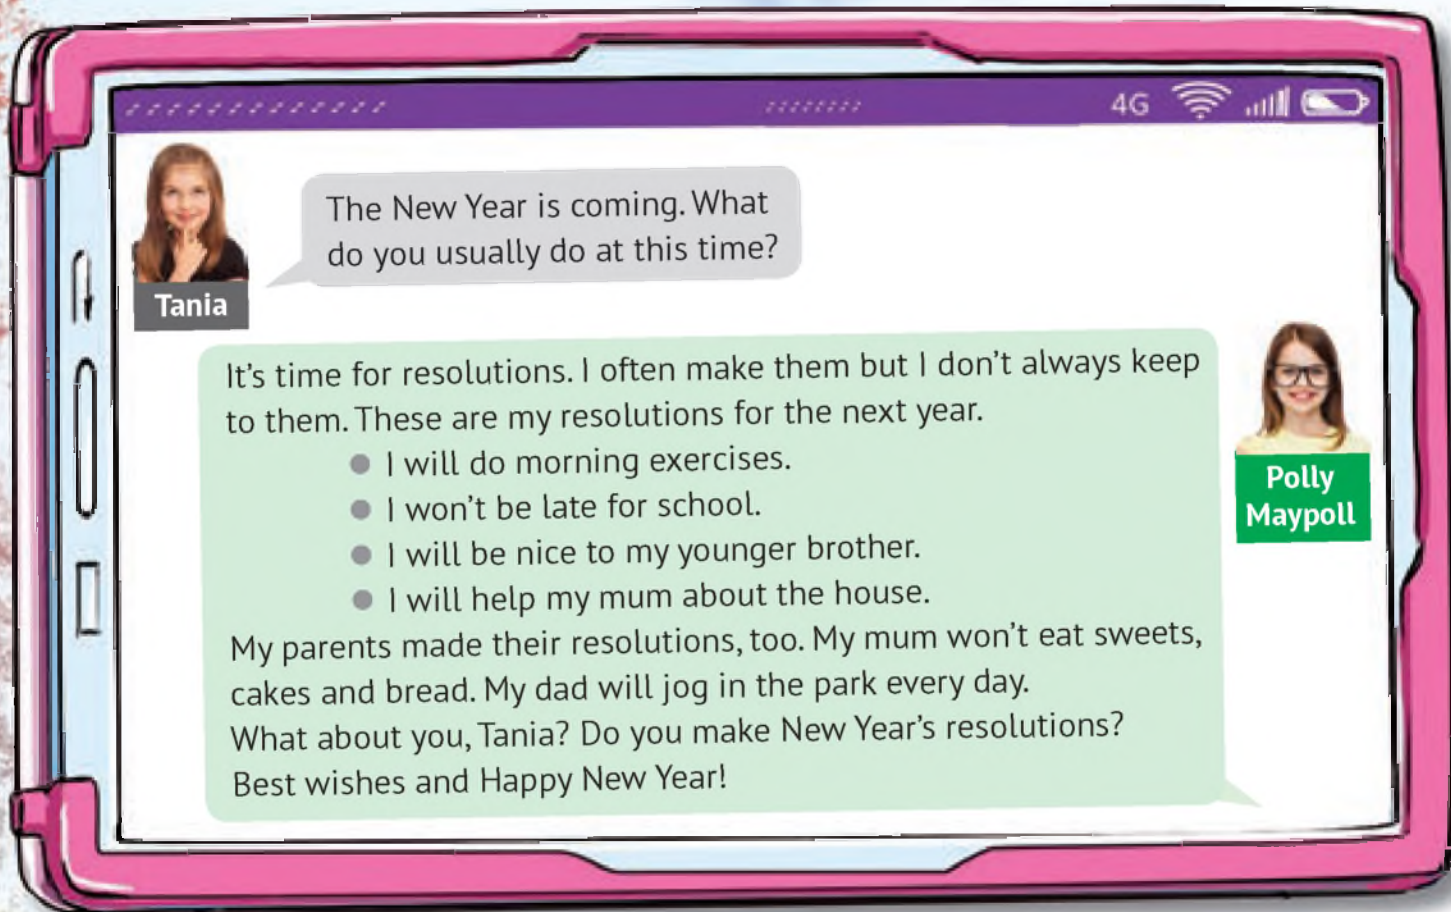 4G
The New Year is coming. What
do you usually do at this time?
Tania
It's time for resolutions. I often make them but I don't always keep
to them. These are my resolutions for the next year.
● I will do morning exercises.
● I won't be late for school.
● I will be nice to my younger brother.
● I will help my mum about the house.
My parents made their resolutions, too. My mum won't eat sweets,
cakes and bread. My dad will jog in the park every day.
What about you, Tania? Do you make New Year's resolutions?
Best wishes and Happy New Year!
Polly
Maypoll